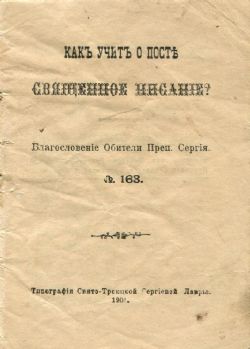 КАКЪ УЧИТЪ О ПОСТѢ
СВЯЩЕННОЕ ПИСАНІЕ?
Благословеніе Обители Преп. Сергія.
№ 163.
Типографія Свято-Троицкой Сергіевой Лавры.